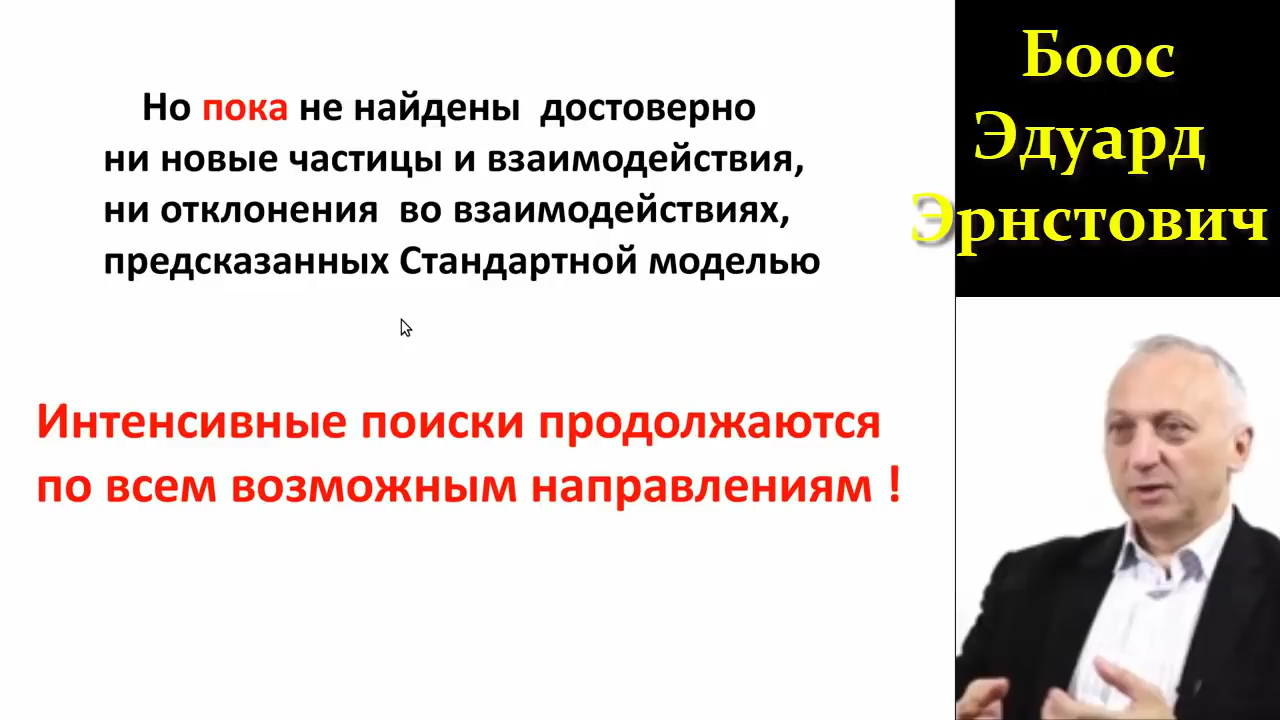 Но пока не найдены достоверно
ни новые частицы и взаимодействия,
ни отклонения во взаимодействиях,
предсказанных Стандартной моделью
Интенсивные поиски продолжаются
по всем возможным направлениям !
Боос
Эдуард
Эрнстович